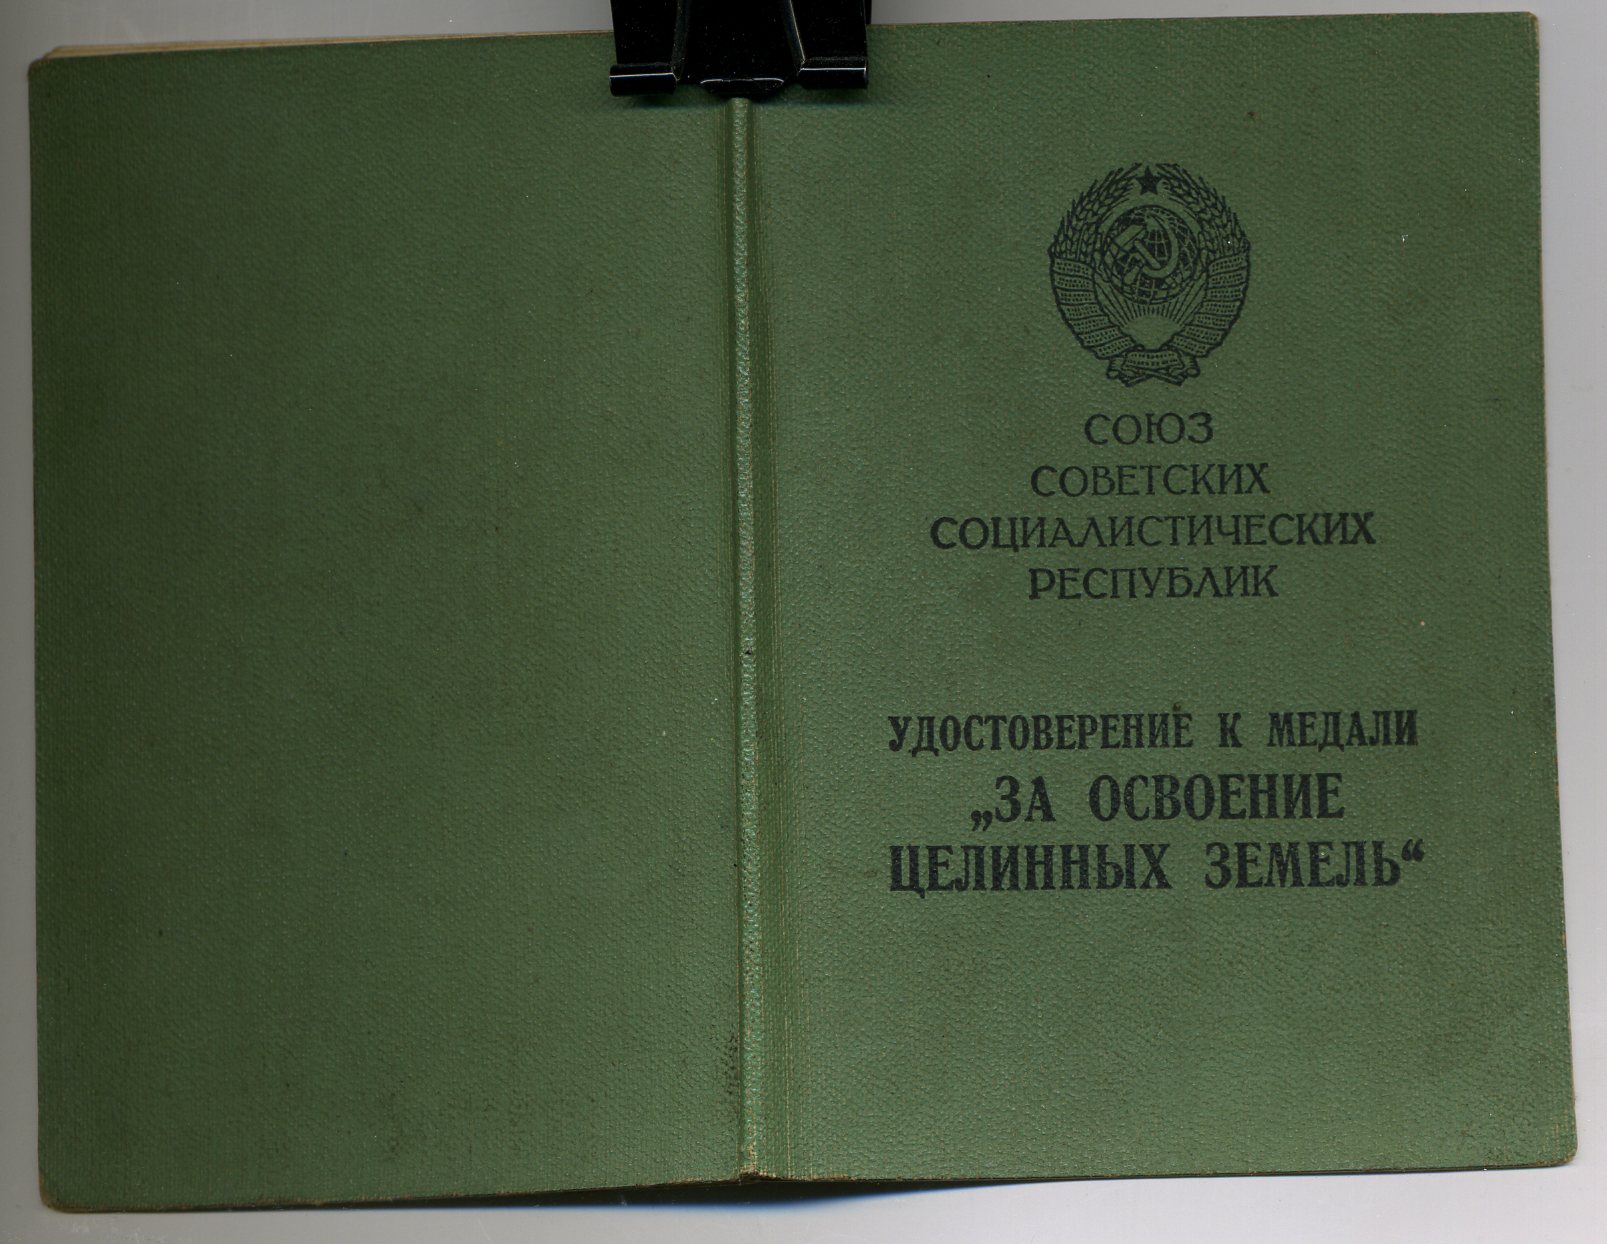 СОЮЗ
СОВЕТСКИХ
СОЦИАЛИСТИЧЕСКИХ
РЕСПУБЛИК
УДОСТОВЕРЕНИЕ К МЕДАЛИ
„ЗА ОСВОЕНИЕ
ЦЕЛИННЫХ ЗЕМЕЛЬ“